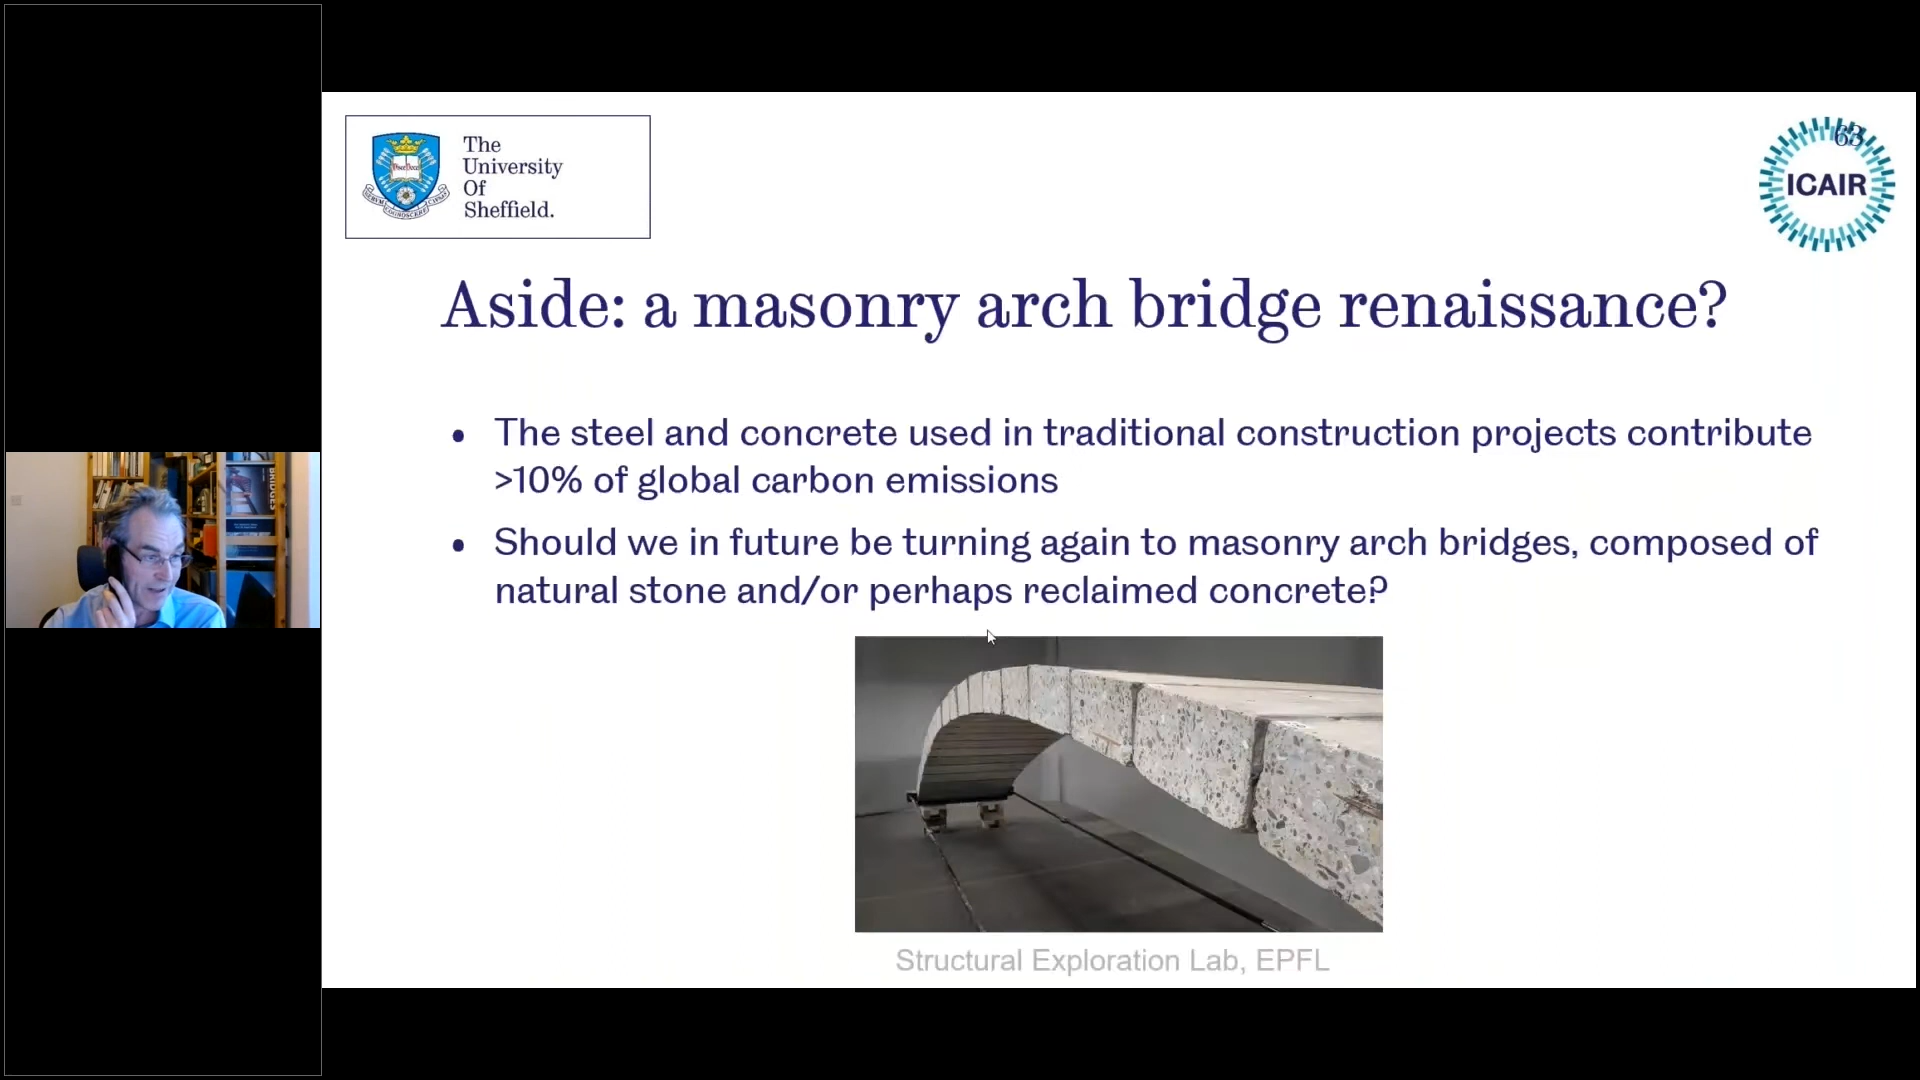 The
University
Of
Sheffield.
63
ICAIR
Aside: a masonry arch bridge renaissance?
• The steel and concrete used in traditional construction projects contribute
>10% of global carbon emissions
• Should we in future be turning again to masonry arch bridges, composed of
natural stone and/or perhaps reclaimed concrete?
BRIDGES
Structural Exploration Lab, EPFL